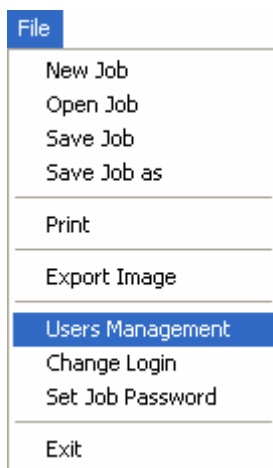 File
New Job
Open Job
Save Job
Save Job as
Print
Export Image
Users Management
Change Login
Set Job Password
Exit